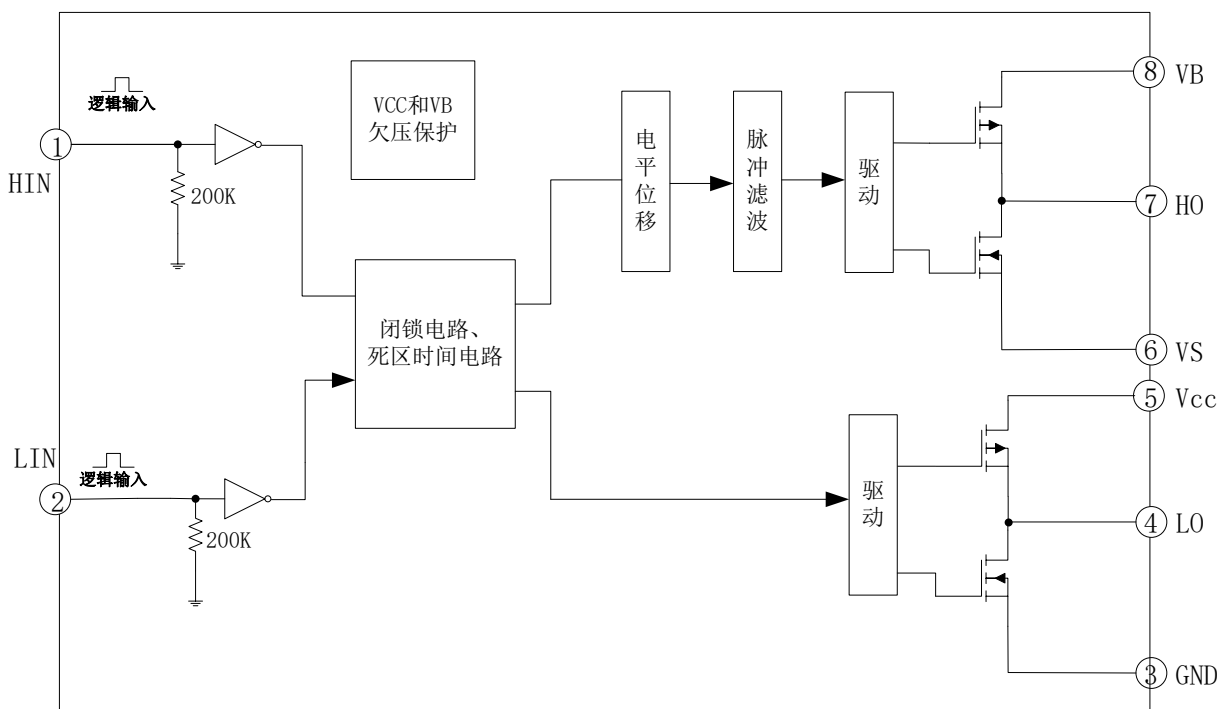 ⑧ VB
逻辑输入
VCC和VB
欠压保护
①
HIN
200K
电平位移
脉冲滤波
驱动
⑦ HO
闭锁电路、
死区时间电路
⑥ VS
⑤ Vcc
LIN
逻辑输入
②
200K
驱动
④ LO
③ GND